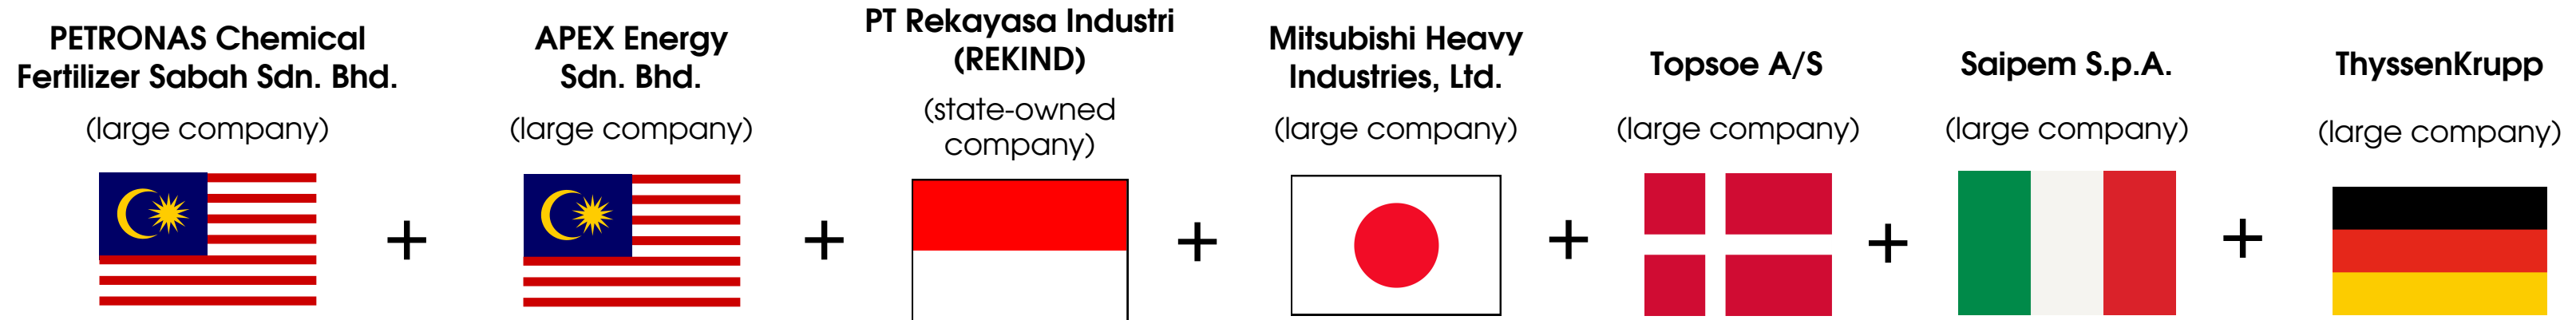 PETRONAS Chemical
Fertilizer Sabah Sdn. Bhd.
(large company)
APEX Energy
Sdn. Bhd.
(large company)
PT Rekayasa Industri
(REKIND)
(state-owned
company)
Mitsubishi Heavy
Industries, Ltd.
(large company)
Topsoe A/S
(large company)
Saipem S.p.A.
(large company)
ThyssenKrupp
(large company)
+
+
+
+
+
+